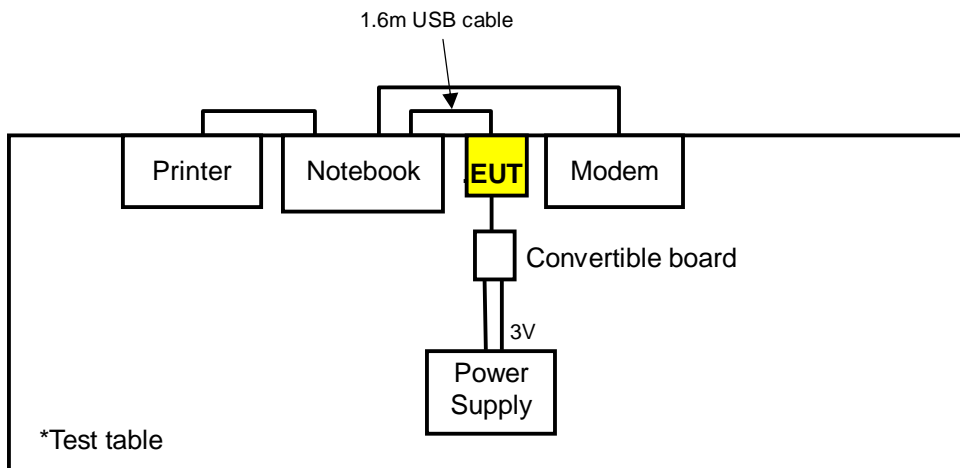 1.6m USB cable
Printer
Notebook
.EUT
Modem
Convertible board
3V
Power
Supply
*Test table